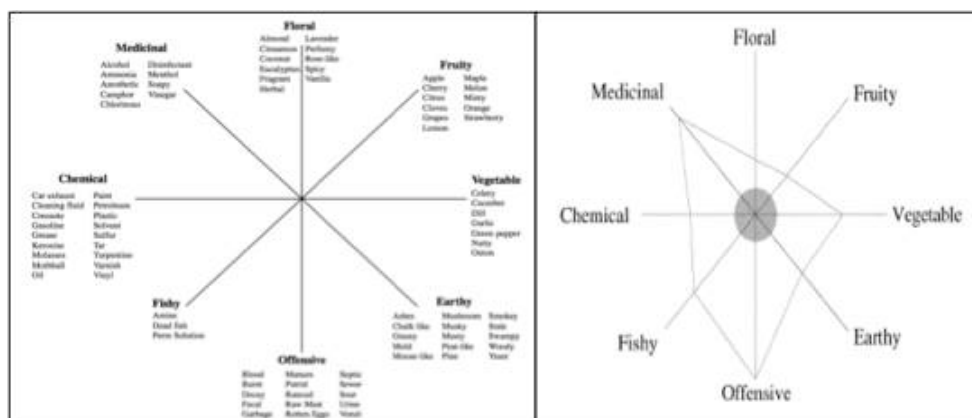 Floral
Almond Lavender
Cinnamon Perfumy
Coconut Rose-like
Eucalyptus Spicy
Fragrant Vanilla
Herbal
Medicinal
Alcohol Disinfectant
Ammonia Menthol
Anesthetic Soapy
Camphor Vinegar
Chlorinous
Fruity
Apple Maple
Cherry Melon
Citrus Minty
Cloves Orange
Grapes Strawberry
Lemon
Chemical
Car exhaust Paint
Cleaning fluid Petroleum
Creosote Plastic
Gasoline Solvent
Grease Sulfur
Kerosene Tar
Molasses Turpentine
Mothball Varnish
Oil Vinyl
Vegetable
Celery
Cucumber
Dill
Garlic
Green pepper
Nutty
Onion
Fishy
Amine
Dead fish
Perm Solution
Earthy
Ashes Mushroom Smokey
Chalk-like Musky Stale
Grassy Musty Swampy
Mold Peat-like Woody
Mouse-like Pine Yeast
Offensive
Blood Manure Septic
Burnt Putrid Sewer
Decay Rancid Sour
Fecal Raw Meat Urine
Garbage Rotten Eggs Vomit
Floral
Medicinal
Fruity
Chemical
Vegetable
Fishy
Earthy
Offensive